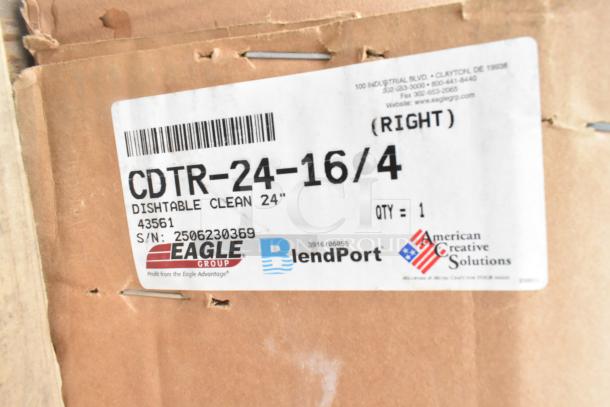 100 INDUSTRIAL BLVD. • CLAYTON, DE 19938
302-653-3000 • 800-441-8440
Fax 302-653-2065
Website: www.eaglegrp.com
(RIGHT)
CDTR-24-16/4
DISHTABLE CLEAN 24"
43561
QTY = 1
S/N: 2506230369
EAGLE
GROUP
Profit from the Eagle Advantage®
BlendPort
American
Creative
Solutions